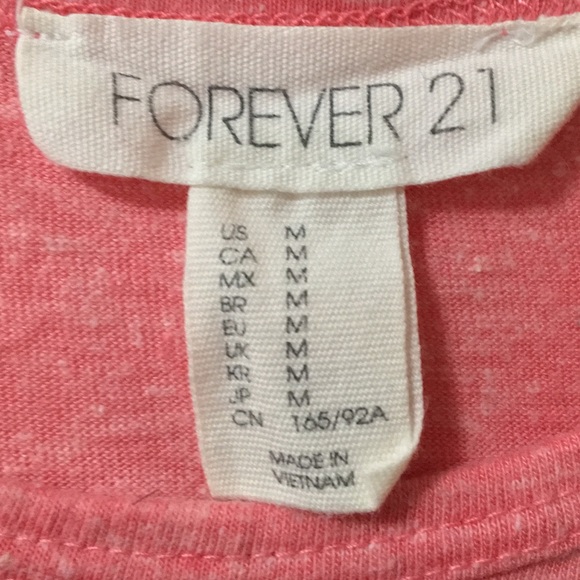 FOREVER 21
US M
CA M
MX M
BR M
EU M
UK M
KR M
JP M
CN 165/92A
MADE IN
VIETNAM